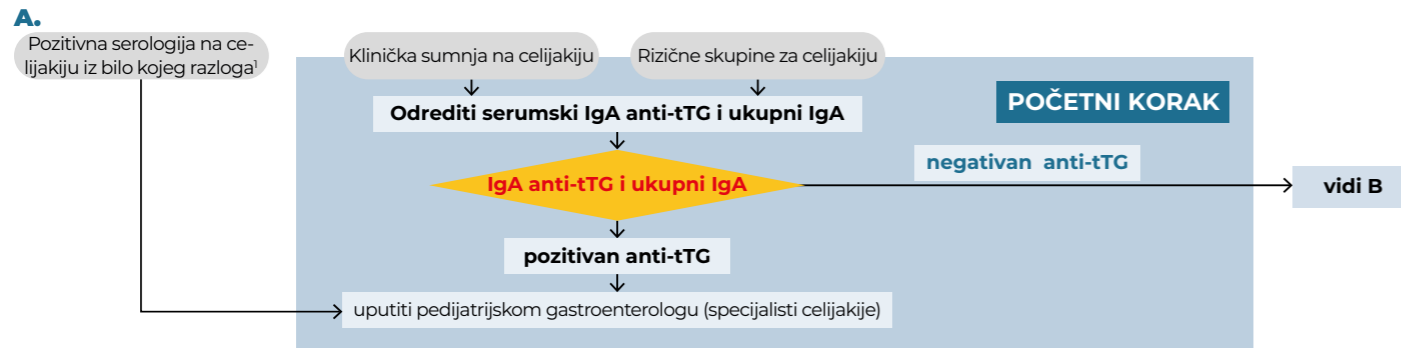 A.
Pozitivna serologija na ce-
lijakiju iz bilo kojeg razloga¹
Klinička sumnja na celijakiju
Rizične skupine za celijakiju
Odrediti serumski IgA anti-tTG i ukupni IgA
POČETNI KORAK
IgA anti-tTG i ukupni IgA
negativan anti-tTG
vidi B
pozitivan anti-tTG
uputiti pedijatrijskom gastroenterologu (specijalisti celijakije)